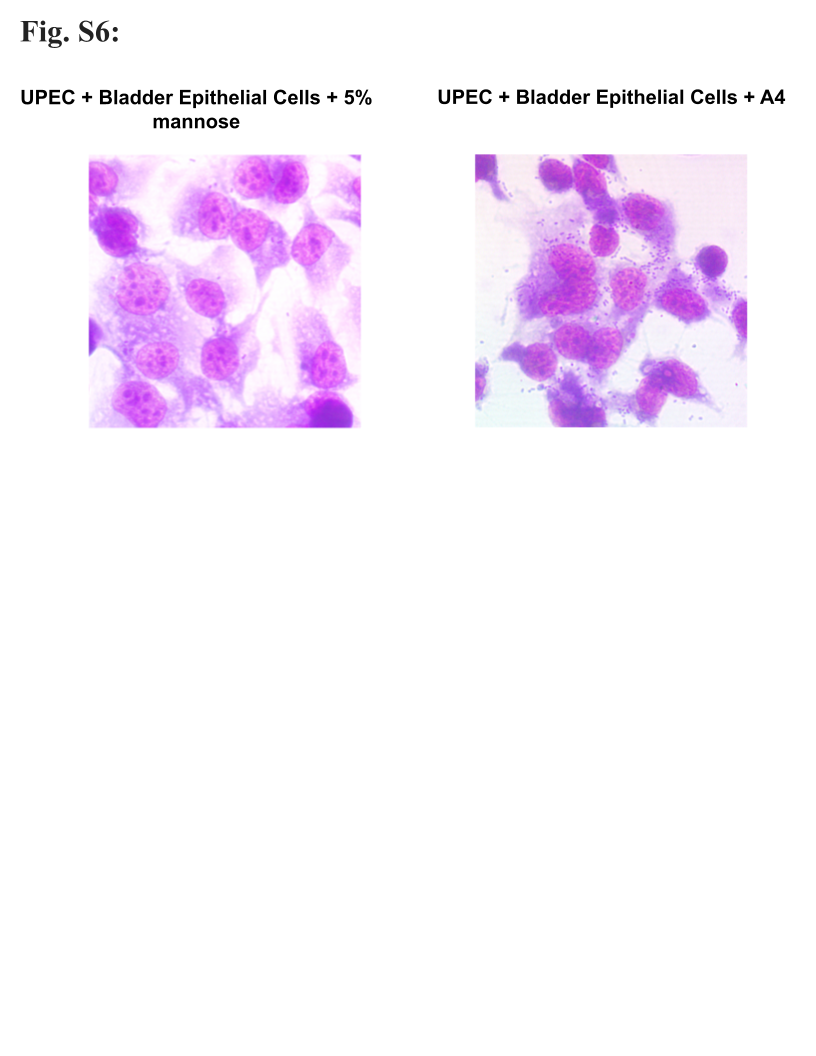 Fig. S6:
UPEC + Bladder Epithelial Cells + 5%
mannose
UPEC + Bladder Epithelial Cells + A4